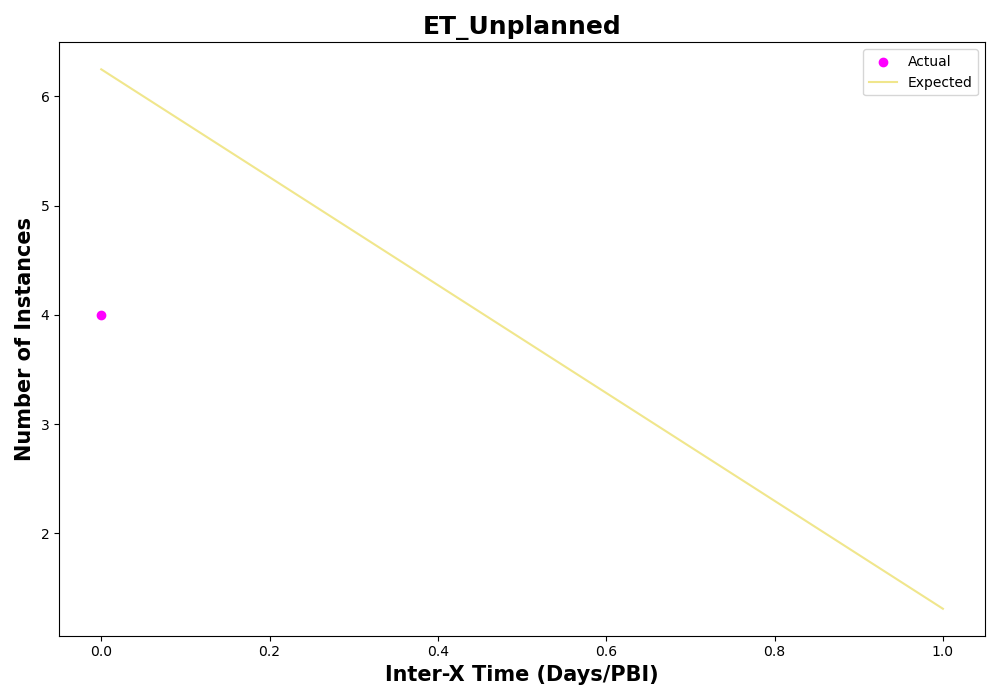 ET_Unplanned
Actual
Expected
6
5
4
3
2
Number of Instances
0.0 0.2 0.4 0.6 0.8 1.0
Inter-X Time (Days/PBI)